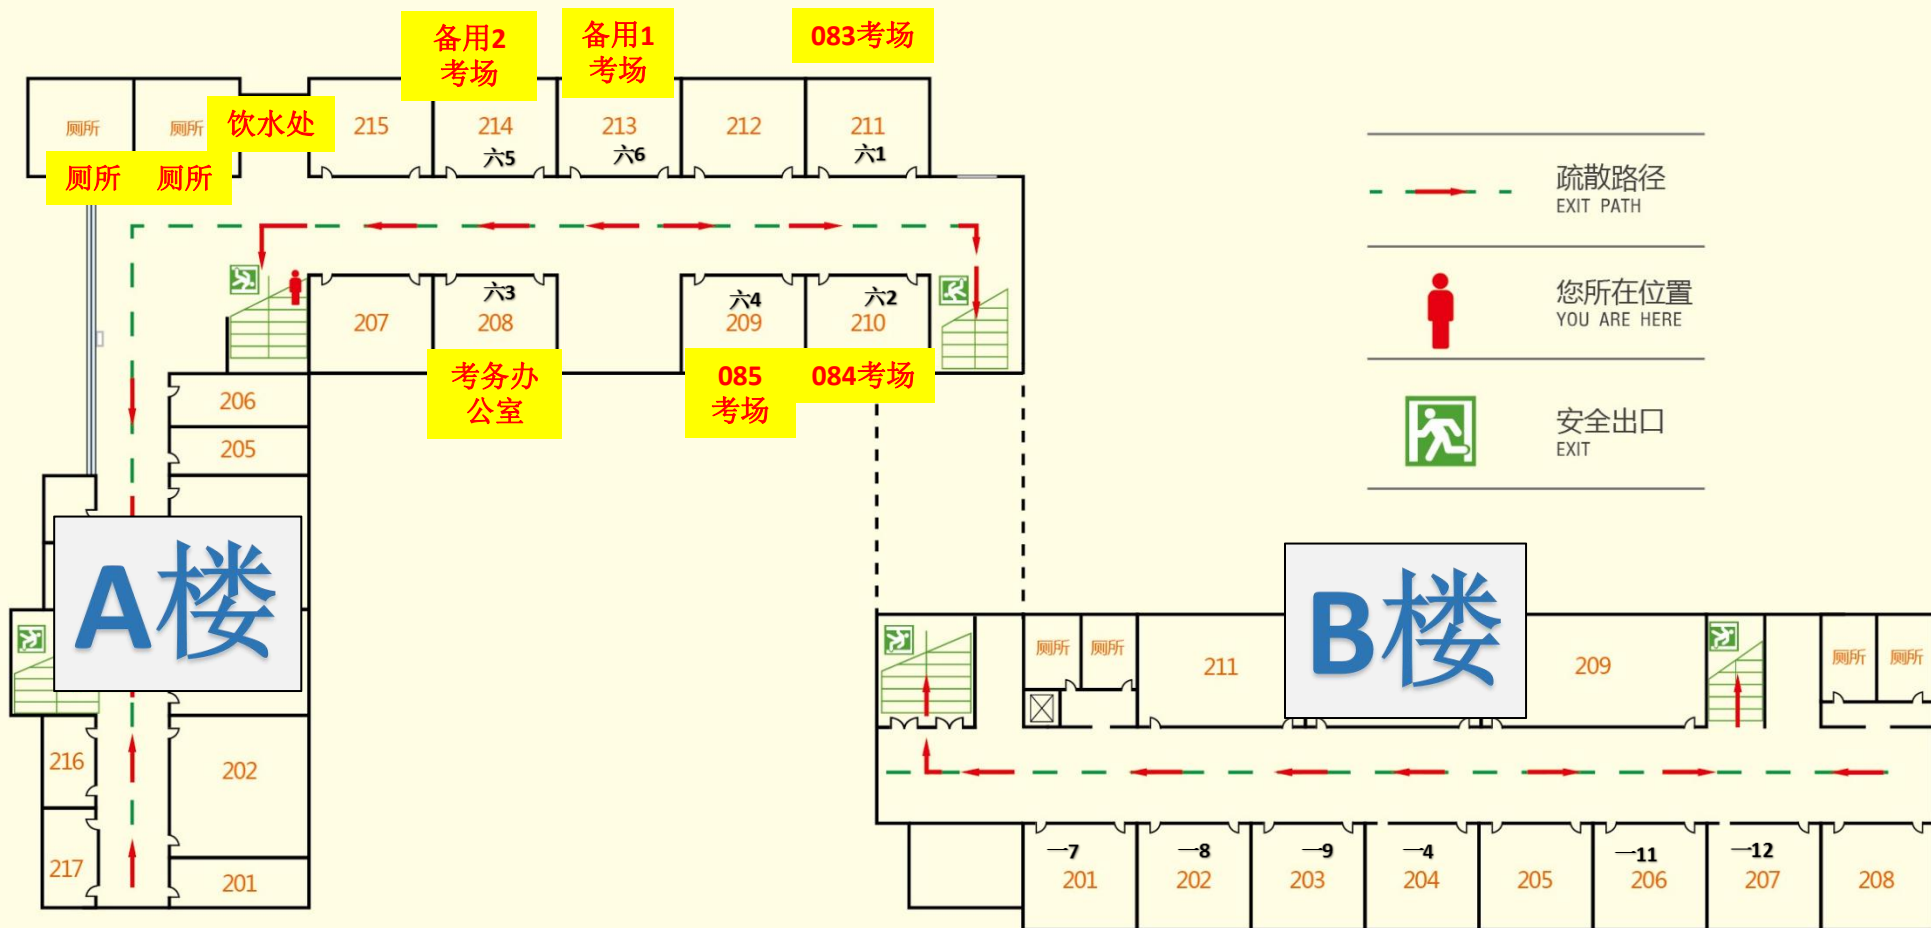 备用2
考场
备用1
考场
083考场
厕所
厕所
饮水处
215
214
213
212
211
六5
六6
六1
厕所
厕所
疏散路径
EXIT PATH
六3
六4
六2
207
208
209
210
您所在位置
YOU ARE HERE
考务办
公室
085
考场
084考场
206
205
安全出口
EXIT
A楼
B楼
厕所
厕所
211
209
厕所
厕所
216
202
217
201
一7
一8
一9
一4
一11
一12
201
202
203
204
205
206
207
208